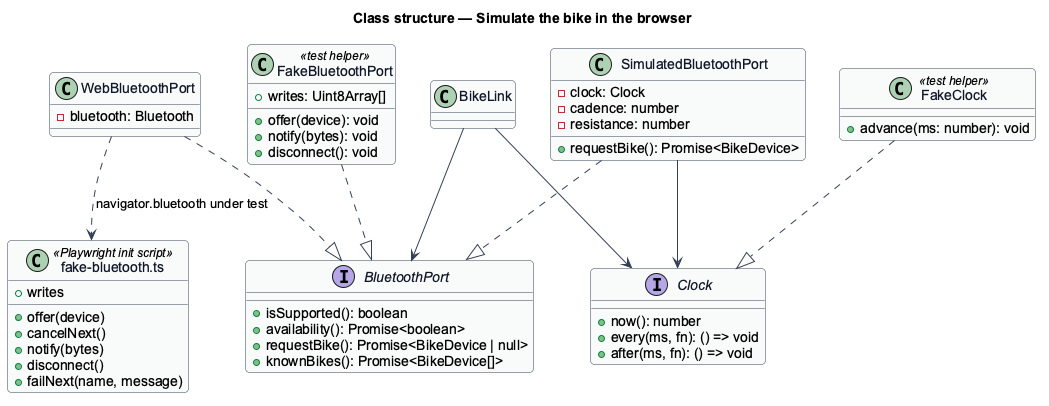 Class structure — Simulate the bike in the browser
C WebBluetoothPort
bluetooth: Bluetooth
«test helper»
C FakeBluetoothPort
writes: Uint8Array[]
offer(device): void
notify(bytes): void
disconnect(): void
C BikeLink
C SimulatedBluetoothPort
clock: Clock
cadence: number
resistance: number
requestBike(): Promise<BikeDevice>
«test helper»
C FakeClock
advance(ms: number): void
navigator.bluetooth under test
«Playwright init script»
C fake-bluetooth.ts
writes
offer(device)
cancelNext()
notify(bytes)
disconnect()
failNext(name, message)
I BluetoothPort
isSupported(): boolean
availability(): Promise<boolean>
requestBike(): Promise<BikeDevice | null>
knownBikes(): Promise<BikeDevice[]>
I Clock
now(): number
every(ms, fn): () => void
after(ms, fn): () => void